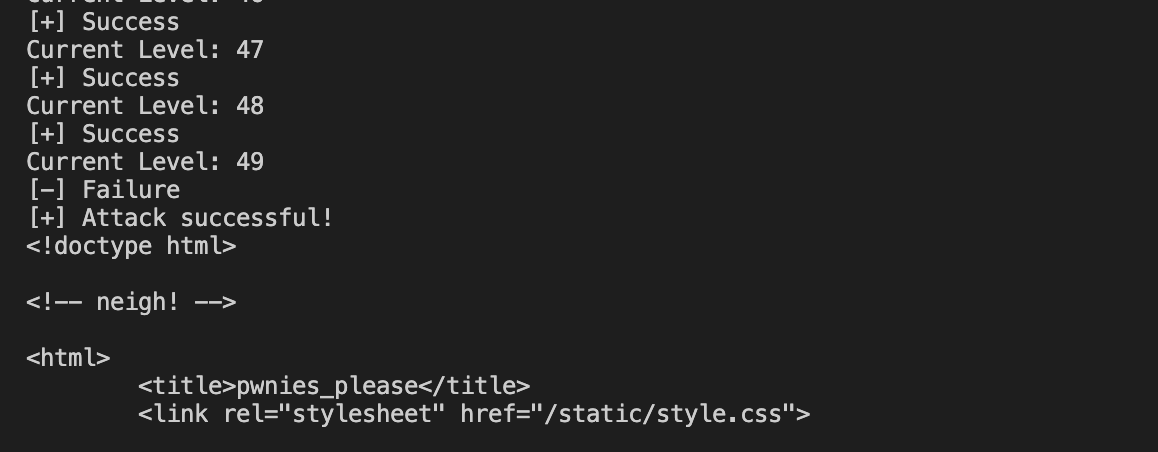 [+] Success
Current Level: 47
[+] Success
Current Level: 48
[+] Success
Current Level: 49
[-] Failure
[+] Attack successful!
<!doctype html>
<!-- neigh! -->
<html>
<title>pwnies_please</title>
<link rel="stylesheet" href="/static/style.css">